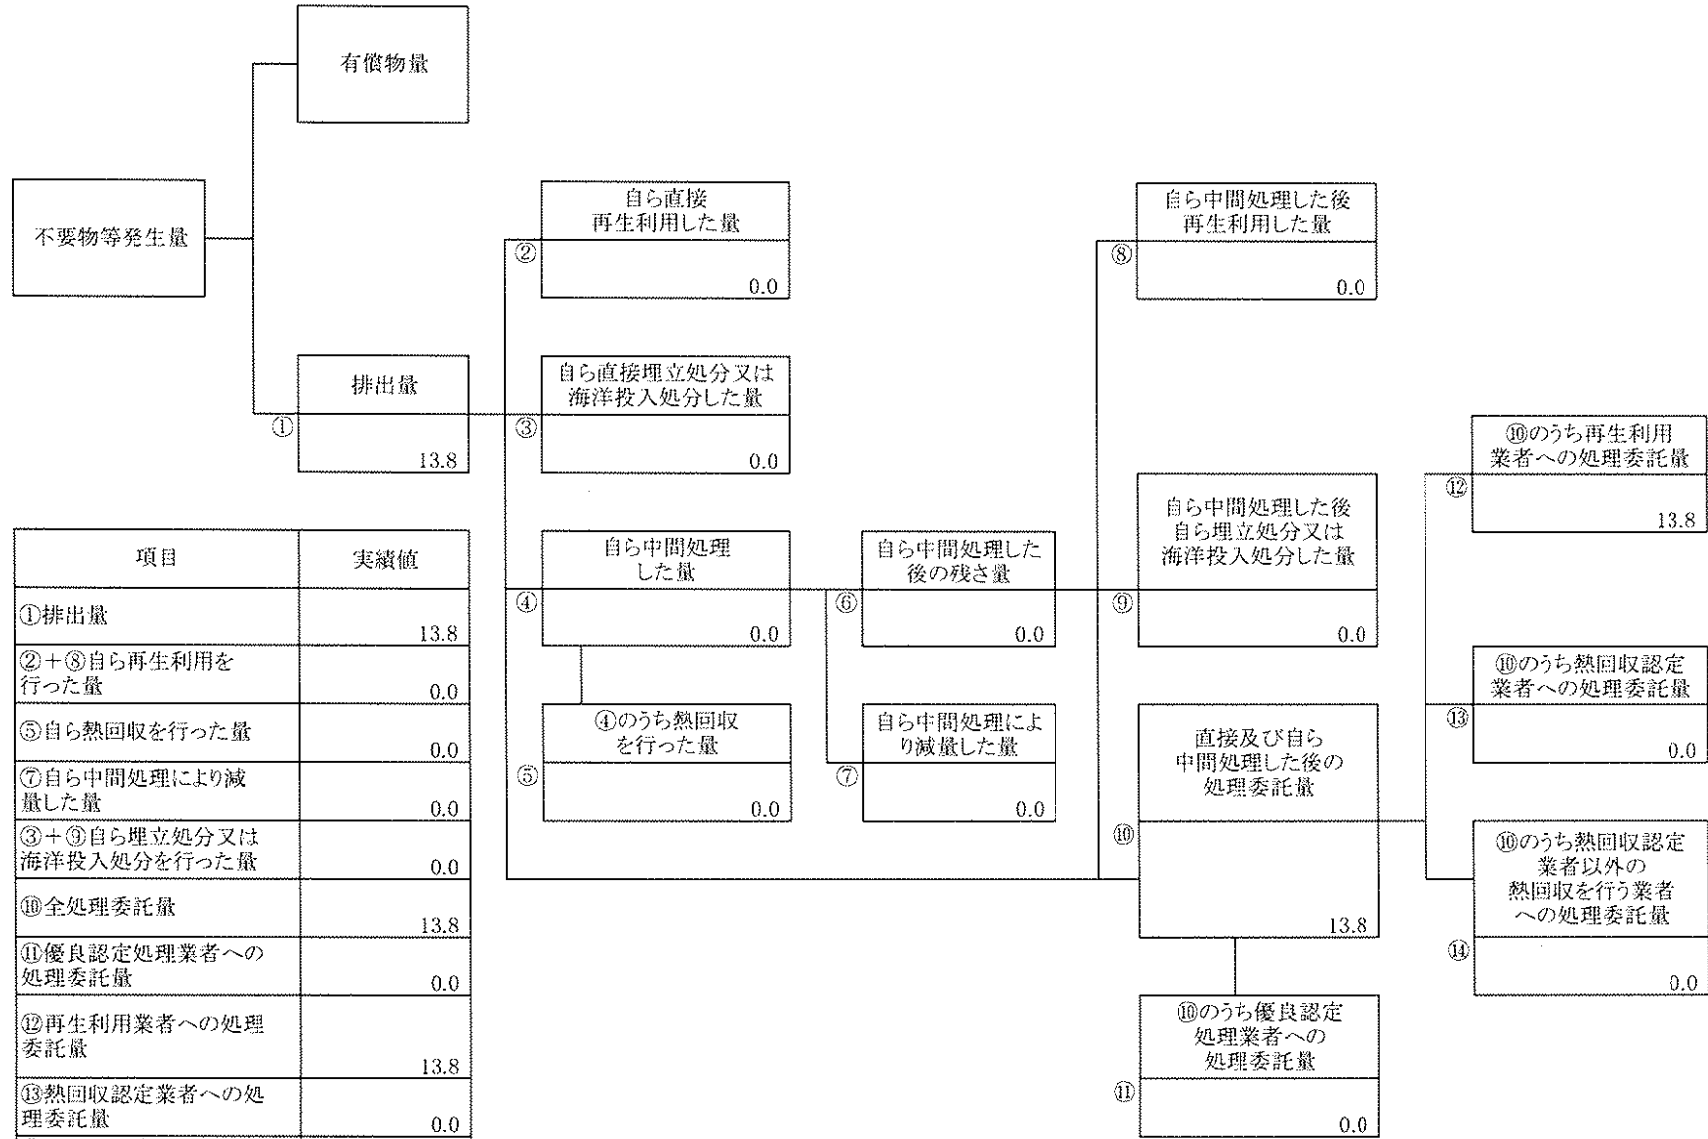 有償物量
不要物等発生量
排出量
①
13.8
自ら直接
再生利用した量
②
0.0
自ら直接埋立処分又は
海洋投入処分した量
③
0.0
自ら中間処理
した量
④
0.0
④のうち熱回収
を行った量
⑤
0.0
自ら中間処理した
後の残さ量
⑥
0.0
自ら中間処理によ
り減量した量
⑦
0.0
自ら中間処理した後
再生利用した量
⑧
0.0
自ら中間処理した後
自ら埋立処分又は
海洋投入処分した量
⑨
0.0
直接及び自ら
中間処理した後の
処理委託量
⑩
13.8
⑩のうち優良認定
処理業者への
処理委託量
⑪
0.0
⑩のうち再生利用
業者への処理委託量
⑫
13.8
⑩のうち熱回収認定
業者への処理委託量
⑬
0.0
⑩のうち熱回収認定
業者以外の
熱回収を行う業者
への処理委託量
⑭
0.0
項目 実績値
①排出量
13.8
②+⑧自ら再生利用を
行った量
0.0
⑤自ら熱回収を行った量
0.0
⑦自ら中間処理により減
量した量
0.0
③+⑨自ら埋立処分又は
海洋投入処分を行った量
0.0
⑩全処理委託量
13.8
⑪優良認定処理業者への
処理委託量
0.0
⑫再生利用業者への処理
委託量
13.8
⑬熱回収認定業者への処
理委託量
0.0